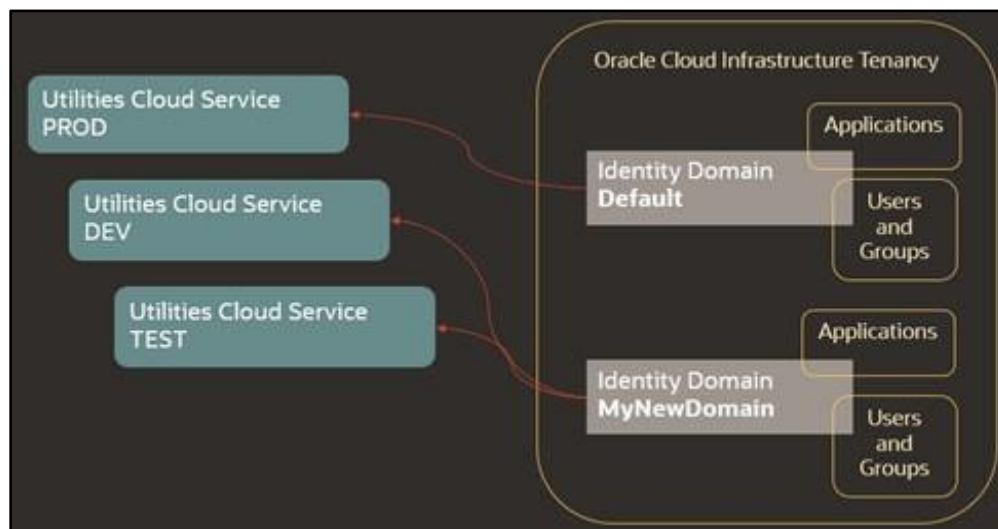 Oracle Cloud Infrastructure Tenancy
Utilities Cloud Service
PROD
Applications
Identity Domain
Default
Utilities Cloud Service
DEV
Users
and
Groups
Utilities Cloud Service
TEST
Applications
Identity Domain
MyNewDomain
Users
and
Groups